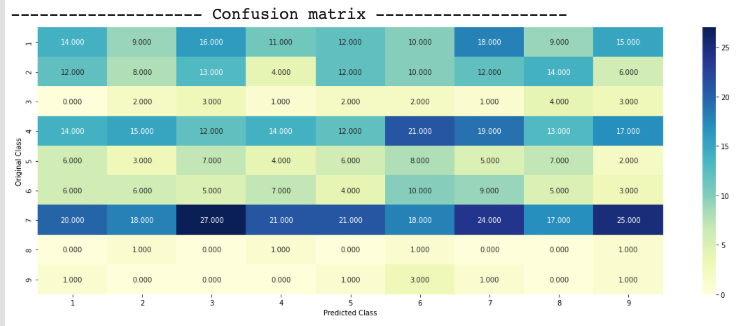 -------------------- Confusion matrix --------------------
1 14.000 9.000 16.000 11.000 12.000 10.000 18.000 9.000 15.000
2 12.000 8.000 13.000 4.000 12.000 10.000 12.000 14.000 6.000
3 0.000 2.000 3.000 1.000 2.000 2.000 1.000 4.000 3.000
4 14.000 15.000 12.000 14.000 12.000 21.000 19.000 13.000 17.000
5 6.000 3.000 7.000 4.000 6.000 8.000 5.000 7.000 2.000
6 6.000 6.000 5.000 7.000 4.000 10.000 9.000 5.000 3.000
7 20.000 18.000 27.000 21.000 21.000 18.000 24.000 17.000 25.000
8 0.000 1.000 0.000 1.000 0.000 1.000 0.000 0.000 1.000
9 1.000 0.000 0.000 0.000 1.000 3.000 1.000 0.000 1.000
1 2 3 4 5 6 7 8 9
Predicted Class
Original Class
25
20
15
10
5
0